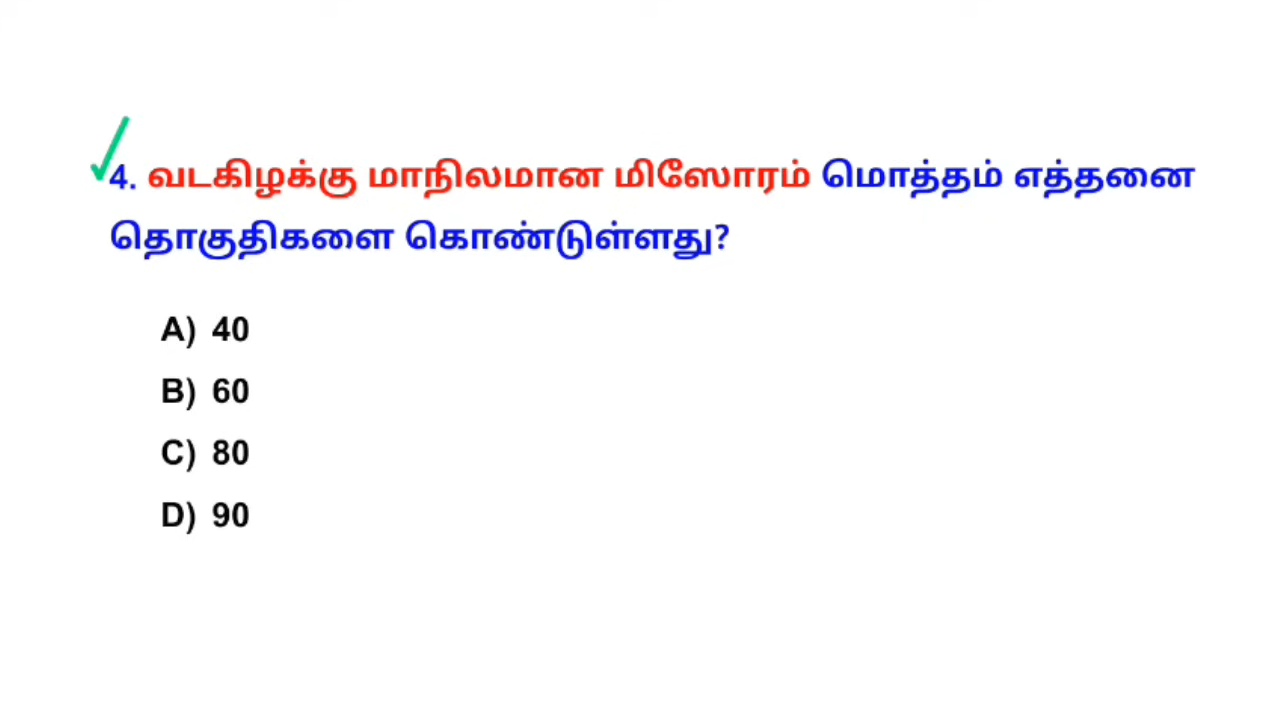 4. வடகிழக்கு மாநிலமான மிஸோரம் மொத்தம் எத்தனை
தொகுதிகளை கொண்டுள்ளது?
A) 40
B) 60
C) 80
D) 90